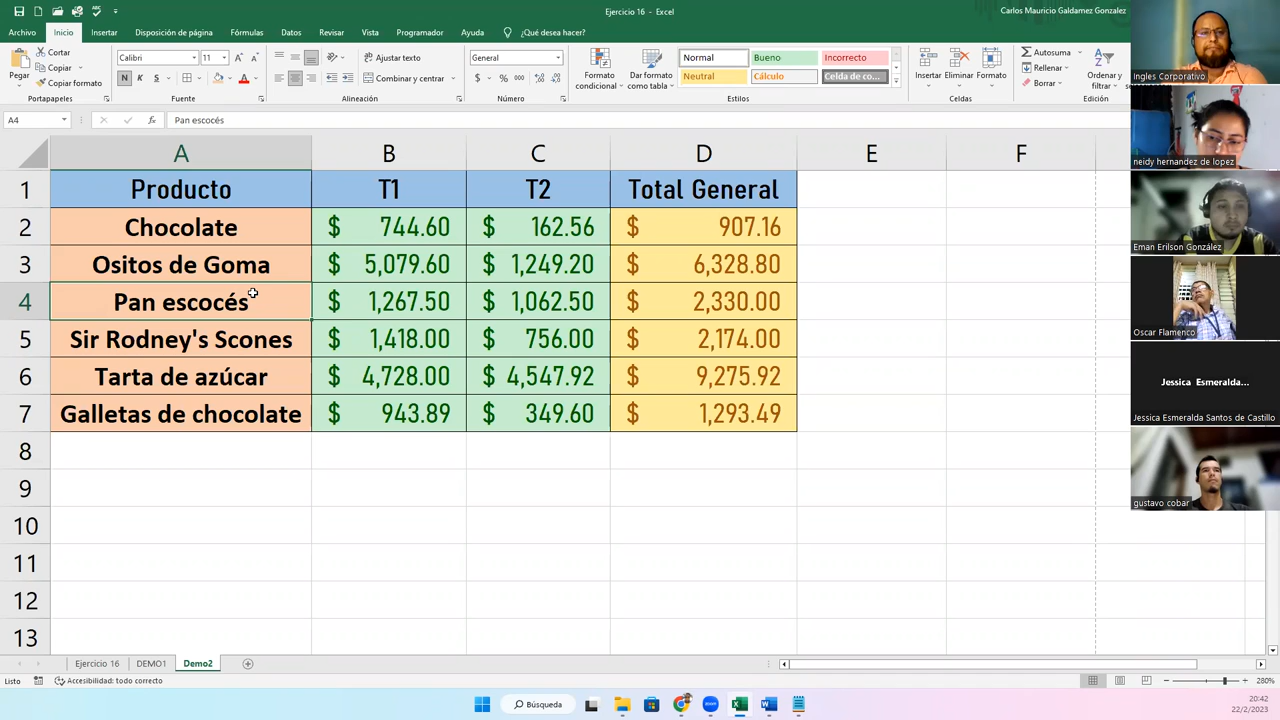 Ejercicio 16 - Excel
Carlos Mauricio Galdamez Gonzalez
Archivo Inicio Insertar Disposición de página Fórmulas Datos Revisar Vista Programador Ayuda ¿Qué desea hacer?
Pegar
Cortar
Copiar
Copiar formato
Portapapeles
Calibri 11
N K S
Fuente
Ajustar texto
Combinar y centrar
Alineación
General
$ % 000
Número
Formato condicional
Dar formato como tabla
Normal Bueno Incorrecto
Neutral Cálculo Celda de co...
Estilos
Insertar Eliminar Formato
Celdas
Autosuma
Rellenar
Borrar
Ordenar y filtrar
Edición
A4 fx Pan escocés
A B C D E F
1 Producto T1 T2 Total General
2 Chocolate $ 744.60 $ 162.56 $ 907.16
3 Ositos de Goma $ 5,079.60 $ 1,249.20 $ 6,328.80
4 Pan escocés $ 1,267.50 $ 1,062.50 $ 2,330.00
5 Sir Rodney's Scones $ 1,418.00 $ 756.00 $ 2,174.00
6 Tarta de azúcar $ 4,728.00 $ 4,547.92 $ 9,275.92
7 Galletas de chocolate $ 943.89 $ 349.60 $ 1,293.49
8
9
10
11
12
13
Ingles Corporativo
neidy hernandez de lopez
Eman Erilson González
Oscar Flamenco
Jessica Esmeralda...
Jessica Esmeralda Santos de Castillo
gustavo cobar
Ejercicio 16 DEMO1 Demo2
Listo Accesibilidad: todo correcto 280%
Búsqueda
20:42
22/2/2023